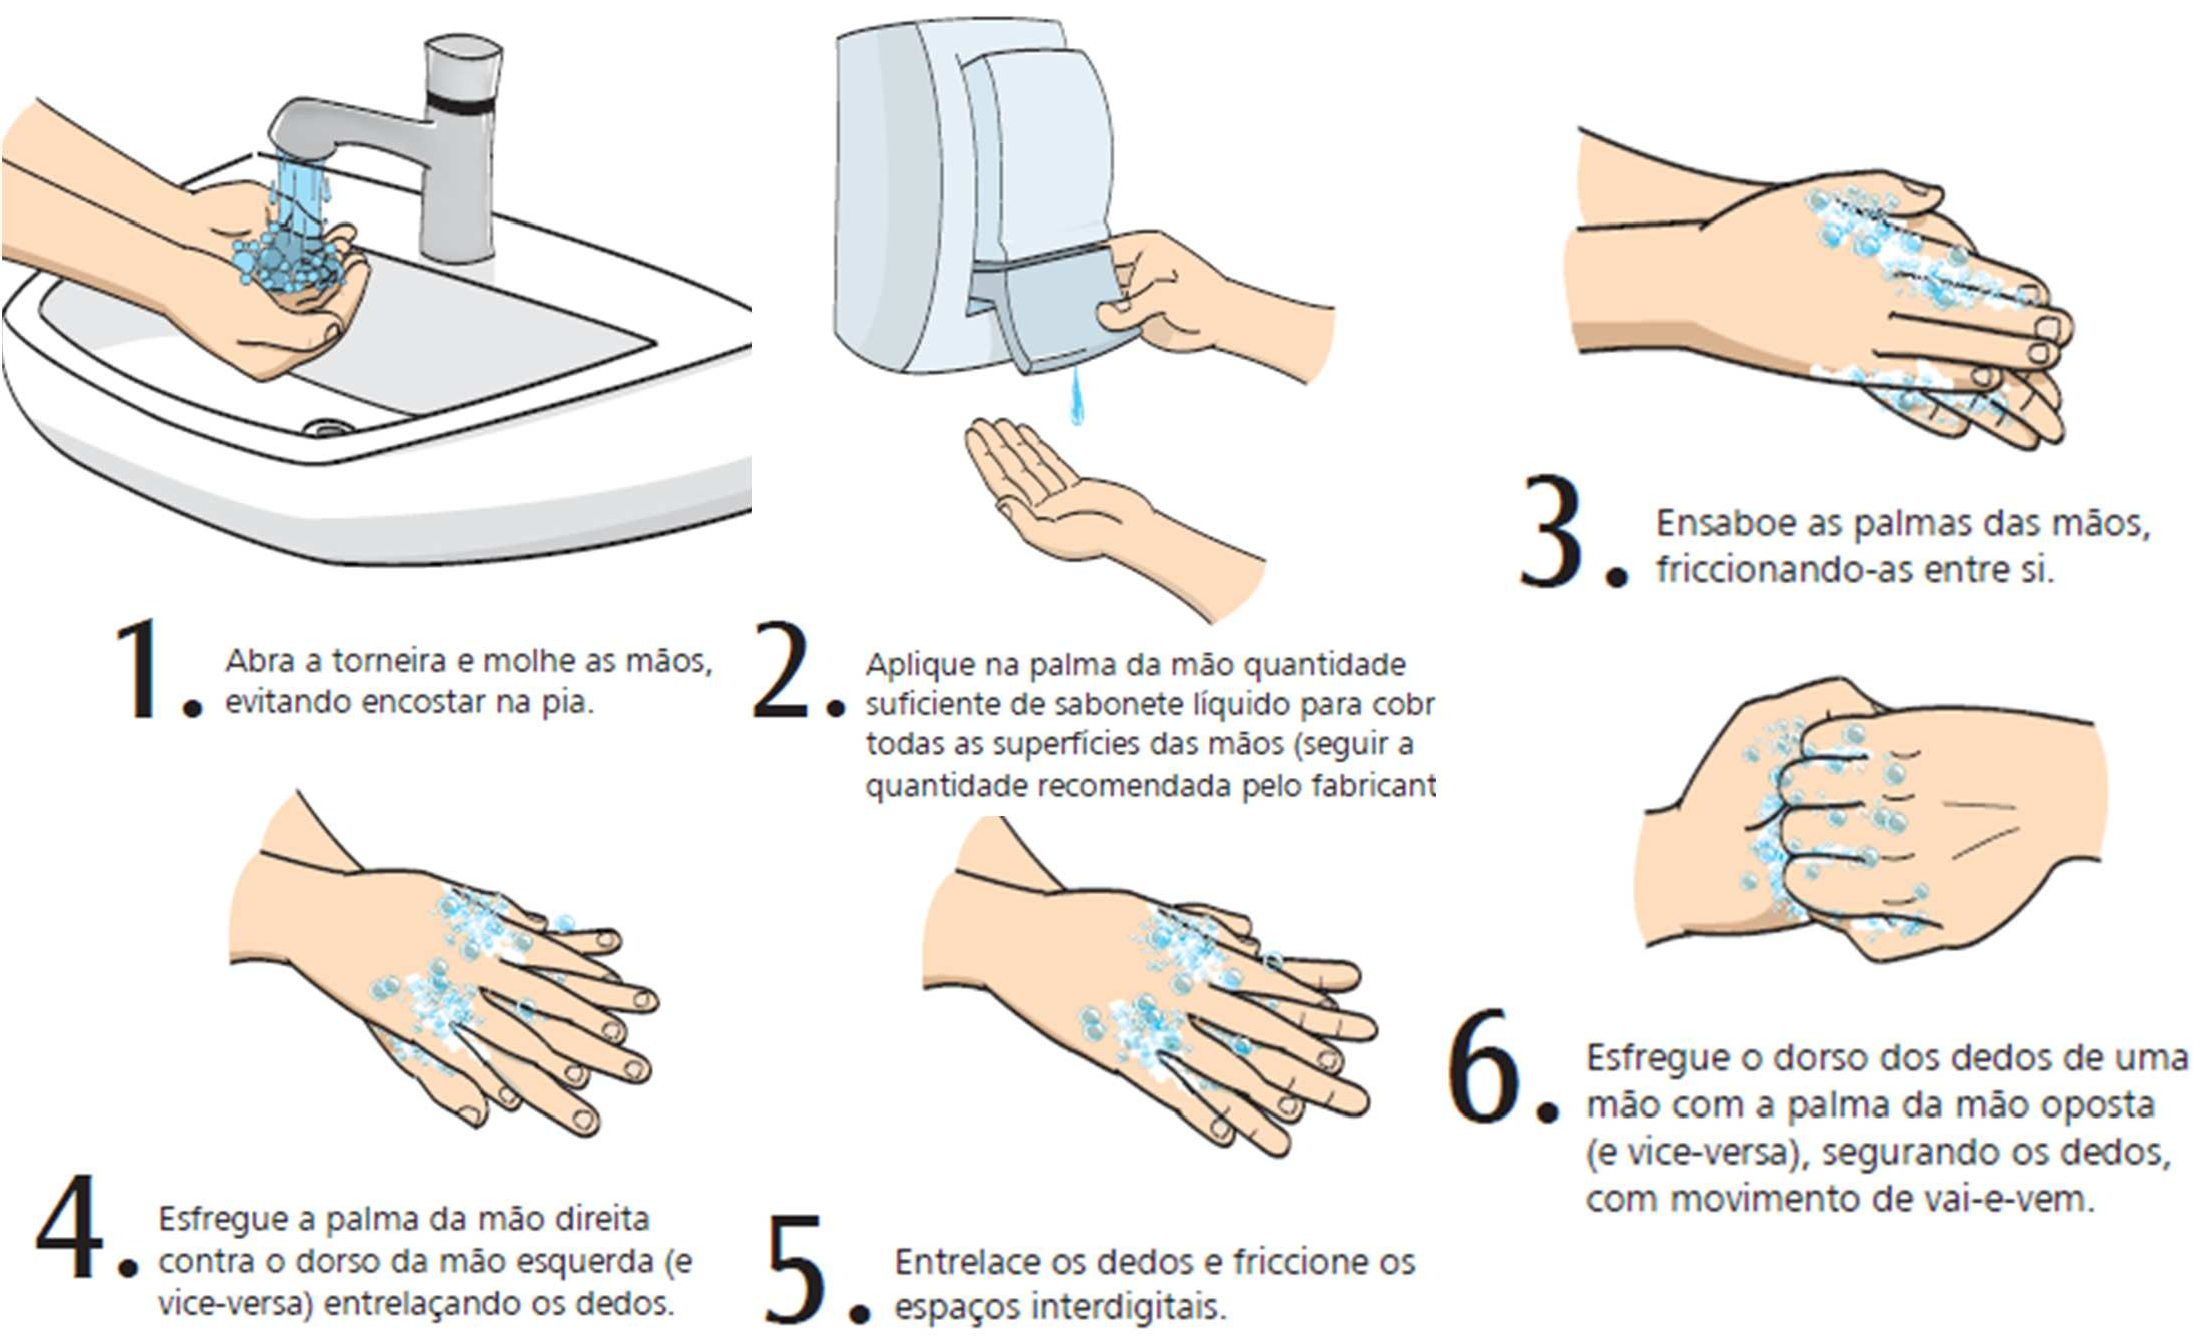 1. Abra a torneira e molhe as mãos,
evitando encostar na pia.
2. Aplique na palma da mão quantidade
suficiente de sabonete líquido para cobr
todas as superfícies das mãos (seguir a
quantidade recomendada pelo fabricant
3. Ensaboe as palmas das mãos,
friccionando-as entre si.
4. Esfregue a palma da mão direita
contra o dorso da mão esquerda (e
vice-versa) entrelaçando os dedos.
5. Entrelace os dedos e friccione os
espaços interdigitais.
6. Esfregue o dorso dos dedos de uma
mão com a palma da mão oposta
(e vice-versa), segurando os dedos,
com movimento de vai-e-vem.